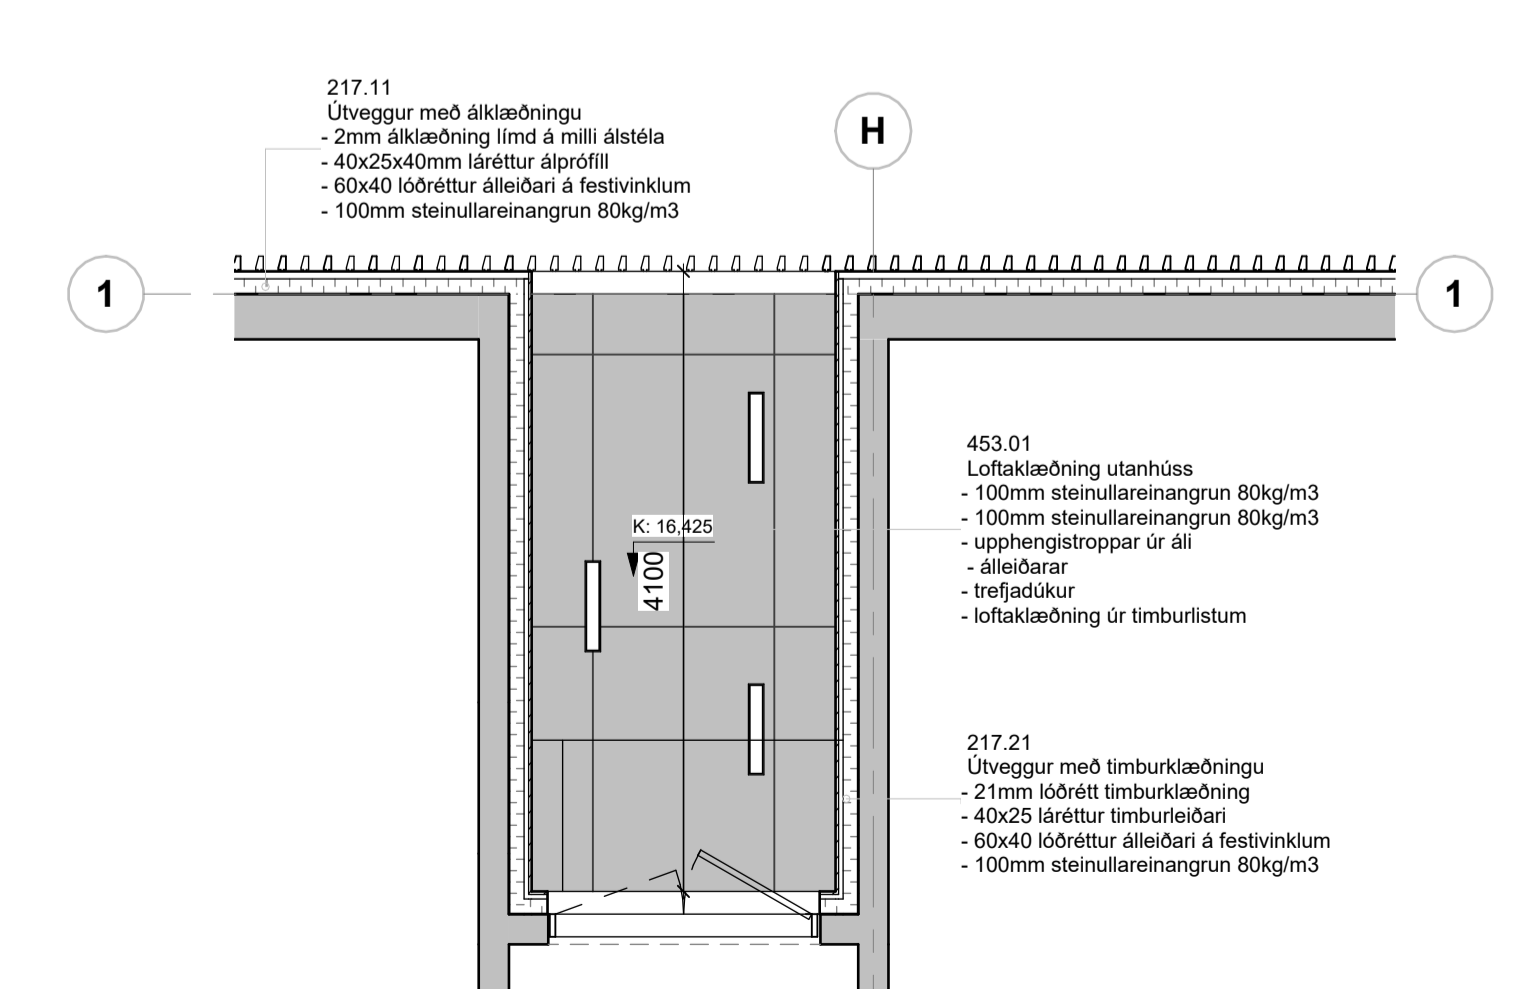 217.11
Útveggur með álklæðningu
- 2mm álklæðning límd á milli álstéla
- 40x25x40mm láréttur álprófíll
- 60x40 lóðréttur álleiðari á festivinklum
- 100mm steinullareinangrun 80kg/m3
H
1
1
453.01
Loftaklæðning utanhúss
- 100mm steinullareinangrun 80kg/m3
- 100mm steinullareinangrun 80kg/m3
- upphengistroppar úr áli
- álleiðarar
- trefjadúkur
- loftaklæðning úr timburlistum
K: 16,425
4100
217.21
Útveggur með timburklæðningu
- 21mm lóðrétt timburklæðning
- 40x25 láréttur timburleiðari
- 60x40 lóðréttur álleiðari á festivinklum
- 100mm steinullareinangrun 80kg/m3